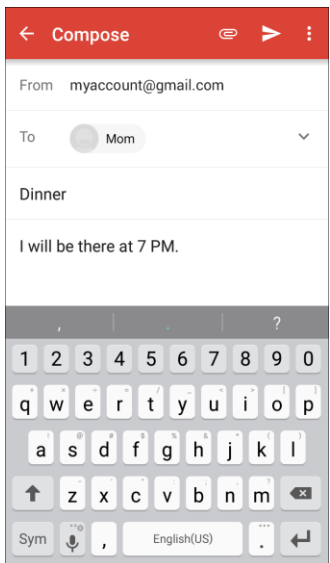 Compose
From myaccount@gmail.com
To Mom
Dinner
I will be there at 7 PM.
, . ?
1 2 3 4 5 6 7 8 9 0
q w e r t y u i o p
a s d f g h j k l
z x c v b n m
Sym , English(US) .